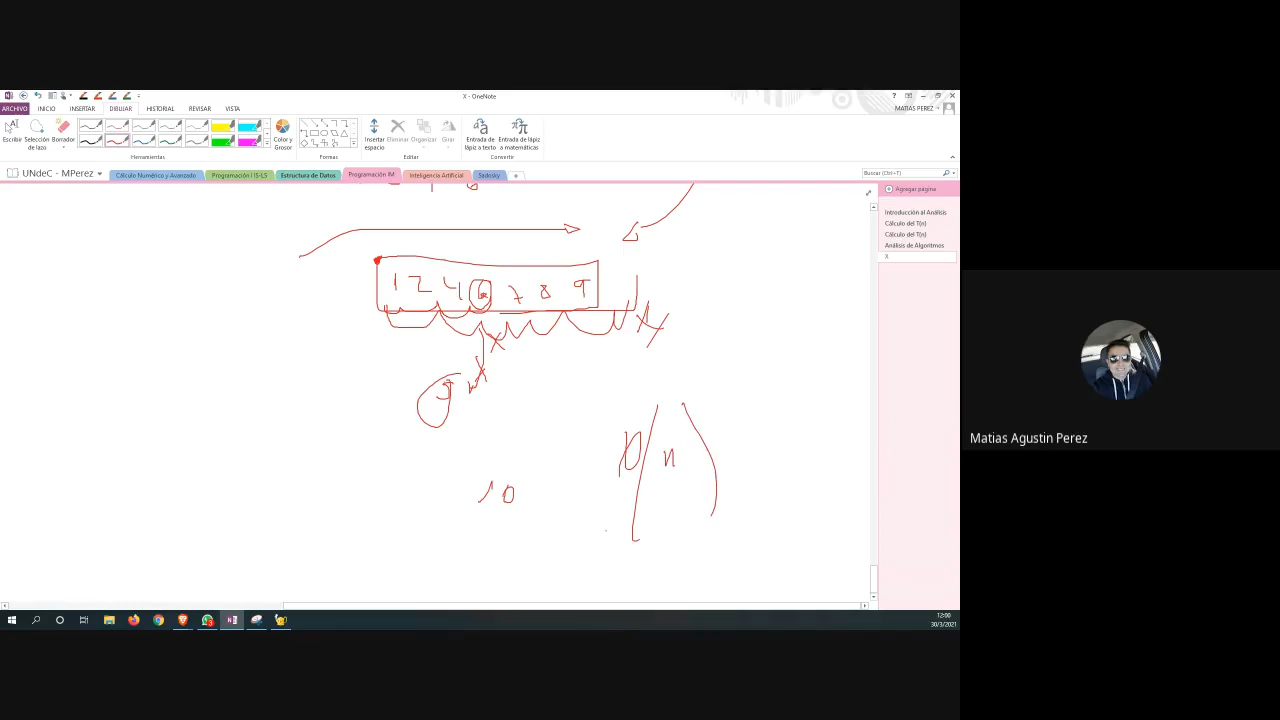 X - OneNote
ARCHIVO INICIO INSERTAR DIBUJAR HISTORIAL REVISAR VISTA
MATIAS PEREZ
Escribir Selección de lazo Borrador
Color y Grosor
Insertar espacio Eliminar Organizar Girar
Entrada de lápiz a texto Entrada de lápiz a matemáticas
Herramientas Formas Editar Convertir
UNdeC - MPerez Cálculo Numérico y Avanzado Programación I IS-LS Estructura de Datos Programación IM Inteligencia Artificial Sadosky
Buscar (Ctrl+T)
Agregar página
Introducción al Análisis
Cálculo del T(n)
Cálculo del T(n)
Análisis de Algoritmos
X
1 2 4 6 7 8 9
(n)
10
Matias Agustin Perez
12:00
30/3/2021